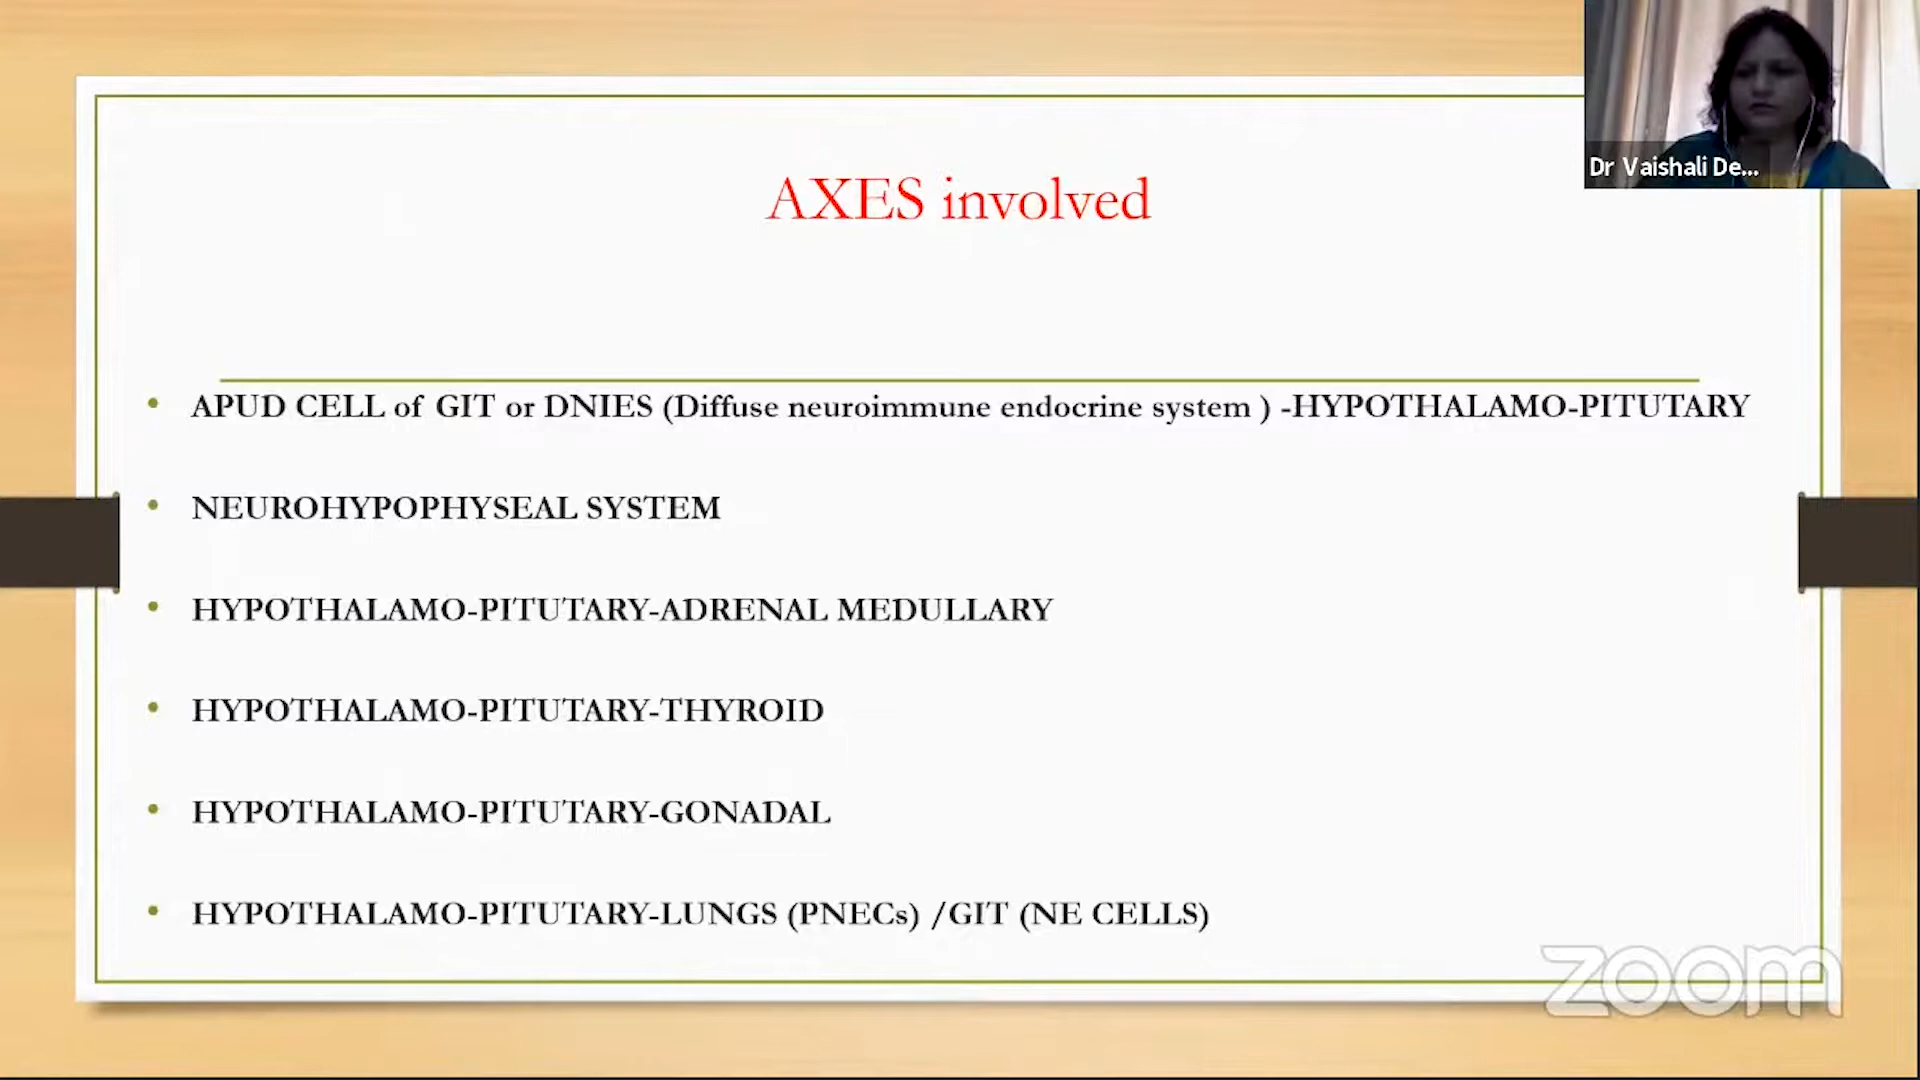 Dr Vaishali De...
AXES involved
• APUD CELL of GIT or DNIES (Diffuse neuroimmune endocrine system ) -HYPOTHALAMO-PITUTARY
• NEUROHYPOPHYSEAL SYSTEM
• HYPOTHALAMO-PITUTARY-ADRENAL MEDULLARY
• HYPOTHALAMO-PITUTARY-THYROID
• HYPOTHALAMO-PITUTARY-GONADAL
• HYPOTHALAMO-PITUTARY-LUNGS (PNECs) /GIT (NE CELLS)
zoom